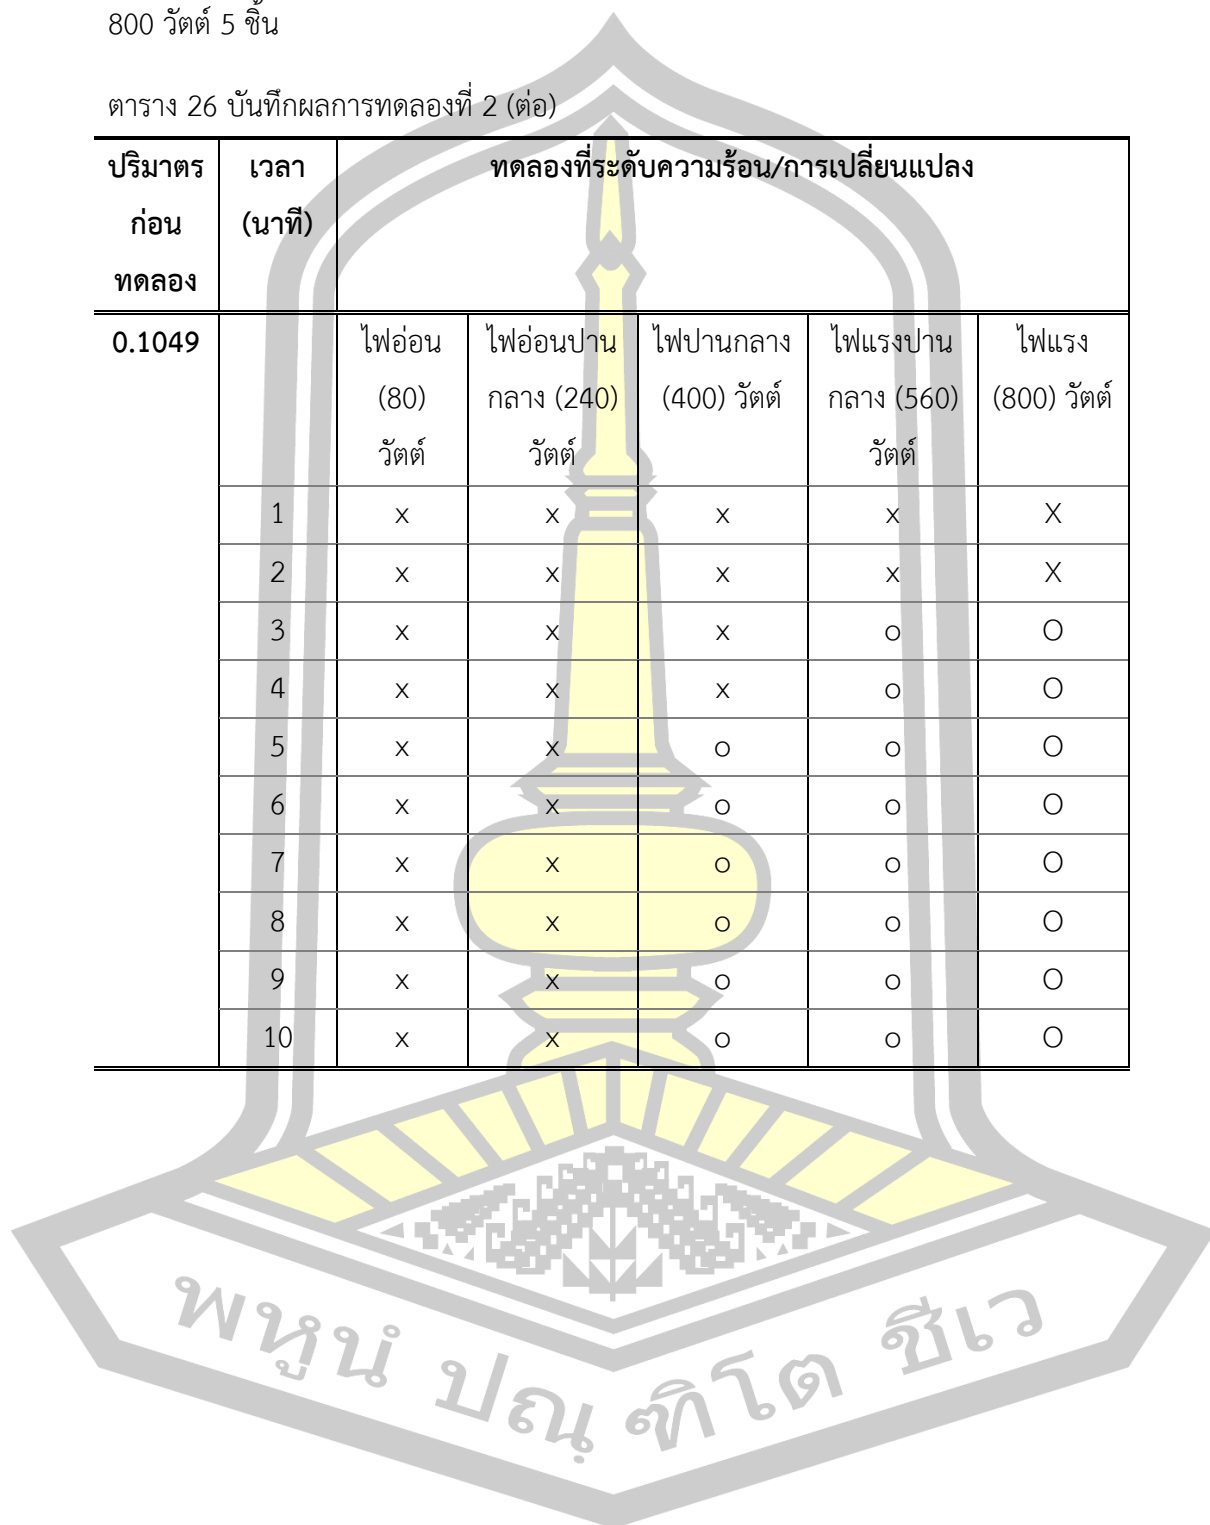 800 วัตต์ 5 ชิ้น
ตาราง 26 บันทึกผลการทดลองที่ 2 (ต่อ)
ปริมาตร ก่อน ทดลอง เวลา (นาที) ทดลองที่ระดับความร้อน/การเปลี่ยนแปลง
0.1049 ไฟอ่อน (80) วัตต์ ไฟอ่อนปาน กลาง (240) วัตต์ ไฟปานกลาง (400) วัตต์ ไฟแรงปาน กลาง (560) วัตต์ ไฟแรง (800) วัตต์
1 x x x x X
2 x x x x X
3 x x x o O
4 x x x o O
5 x x o o O
6 x x o o O
7 x x o o O
8 x x o o O
9 x x o o O
10 x x o o O
พหูนํ ปณฺฑิโต ชีเว